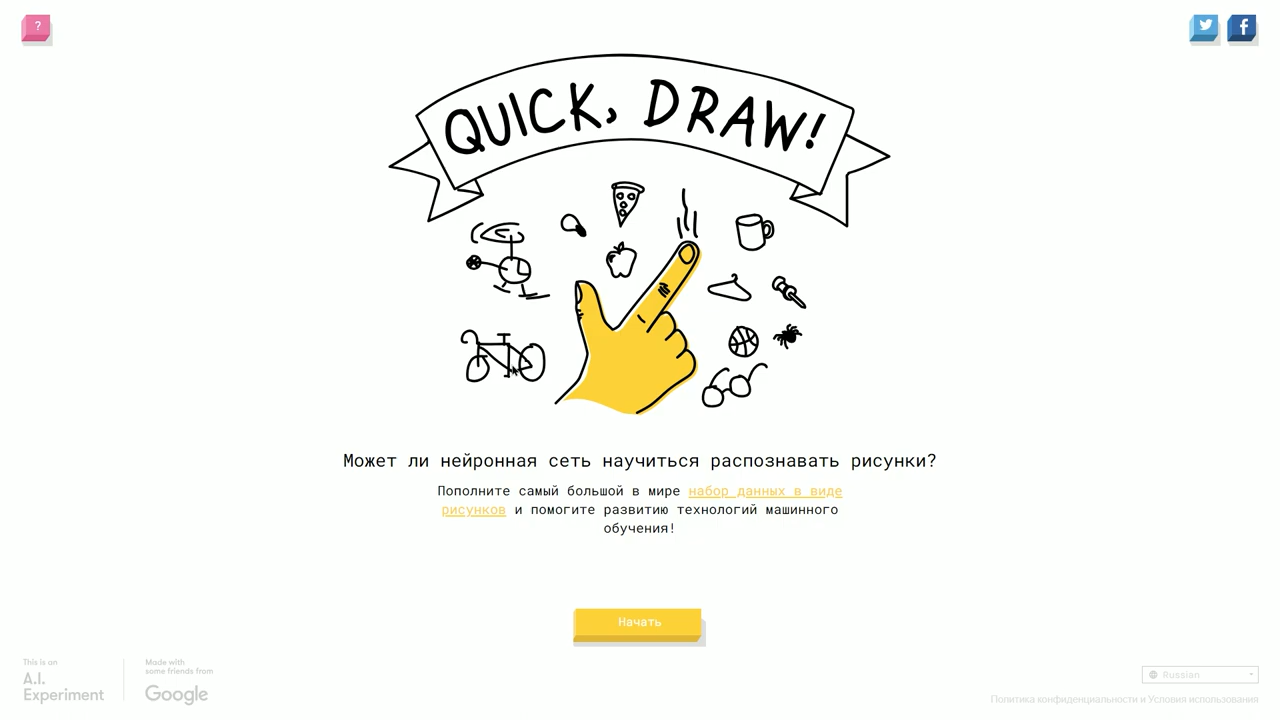 ?
QUICK, DRAW!
Может ли нейронная сеть научиться распознавать рисунки?
Пополните самый большой в мире набор данных в виде
рисунков и помогите развитию технологий машинного
обучения!
Начать
This is an
A.I.
Experiment
Made with
some friends from
Google
Russian
Политика конфиденциальности и Условия использования